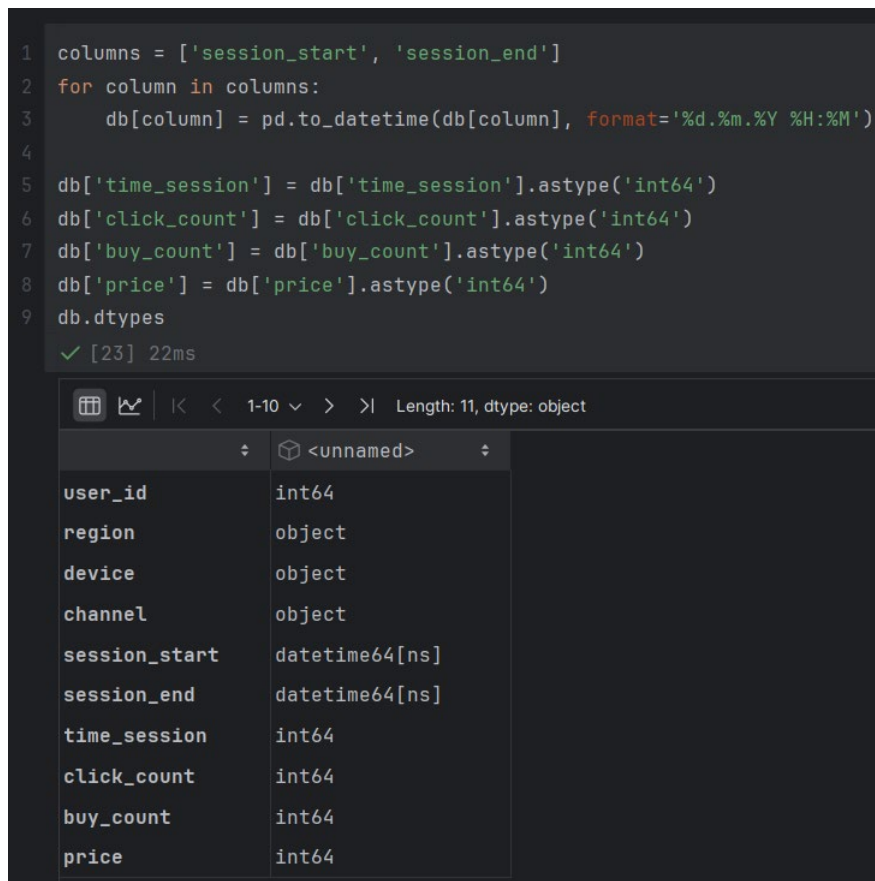 1 columns = ['session_start', 'session_end']
2 for column in columns:
3     db[column] = pd.to_datetime(db[column], format='%d.%m.%Y %H:%M')
4
5 db['time_session'] = db['time_session'].astype('int64')
6 db['click_count'] = db['click_count'].astype('int64')
7 db['buy_count'] = db['buy_count'].astype('int64')
8 db['price'] = db['price'].astype('int64')
9 db.dtypes
✓ [23] 22ms
1-10 Length: 11, dtype: object
<unnamed>
user_id int64
region object
device object
channel object
session_start datetime64[ns]
session_end datetime64[ns]
time_session int64
click_count int64
buy_count int64
price int64